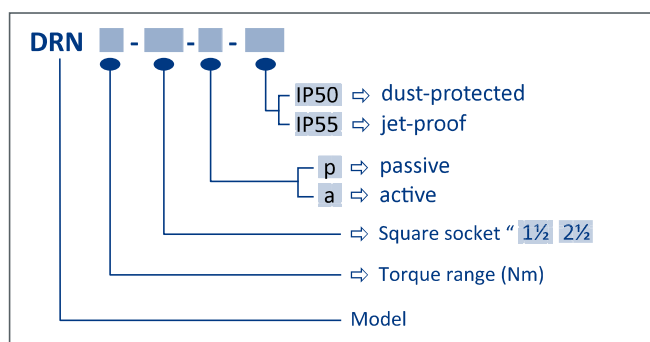 DRN - - -
IP50 ⇨ dust-protected
IP55 ⇨ jet-proof
p ⇨ passive
a ⇨ active
⇨ Square socket “ 1½ 2½
⇨ Torque range (Nm)
Model